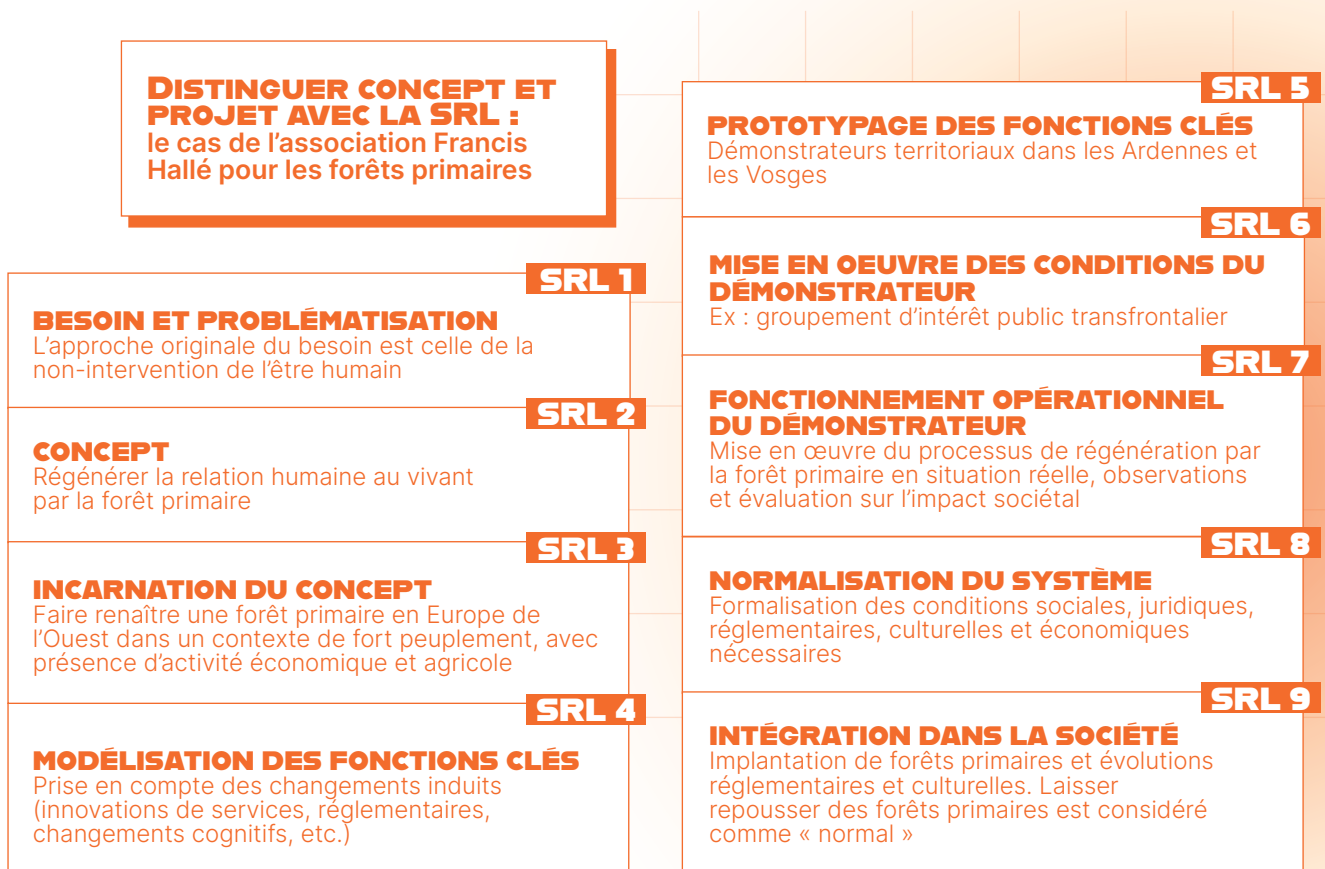 DISTINGUER CONCEPT ET
PROJET AVEC LA SRL :
le cas de l'association Francis
Hallé pour les forêts primaires
SRL 1
BESOIN ET PROBLÉMATISATION
L'approche originale du besoin est celle de la
non-intervention de l'être humain
SRL 2
CONCEPT
Régénérer la relation humaine au vivant
par la forêt primaire
SRL 3
INCARNATION DU CONCEPT
Faire renaître une forêt primaire en Europe de
l'Ouest dans un contexte de fort peuplement, avec
présence d'activité économique et agricole
SRL 4
MODÉLISATION DES FONCTIONS CLÉS
Prise en compte des changements induits
(innovations de services, réglementaires,
changements cognitifs, etc.)
SRL 5
PROTOTYPAGE DES FONCTIONS CLÉS
Démonstrateurs territoriaux dans les Ardennes et
les Vosges
SRL 6
MISE EN OEUVRE DES CONDITIONS DU
DÉMONSTRATEUR
Ex : groupement d'intérêt public transfrontalier
SRL 7
FONCTIONNEMENT OPÉRATIONNEL
DU DÉMONSTRATEUR
Mise en œuvre du processus de régénération par
la forêt primaire en situation réelle, observations
et évaluation sur l'impact sociétal
SRL 8
NORMALISATION DU SYSTÈME
Formalisation des conditions sociales, juridiques,
réglementaires, culturelles et économiques
nécessaires
SRL 9
INTÉGRATION DANS LA SOCIÉTÉ
Implantation de forêts primaires et évolutions
réglementaires et culturelles. Laisser
repousser des forêts primaires est considéré
comme « normal »